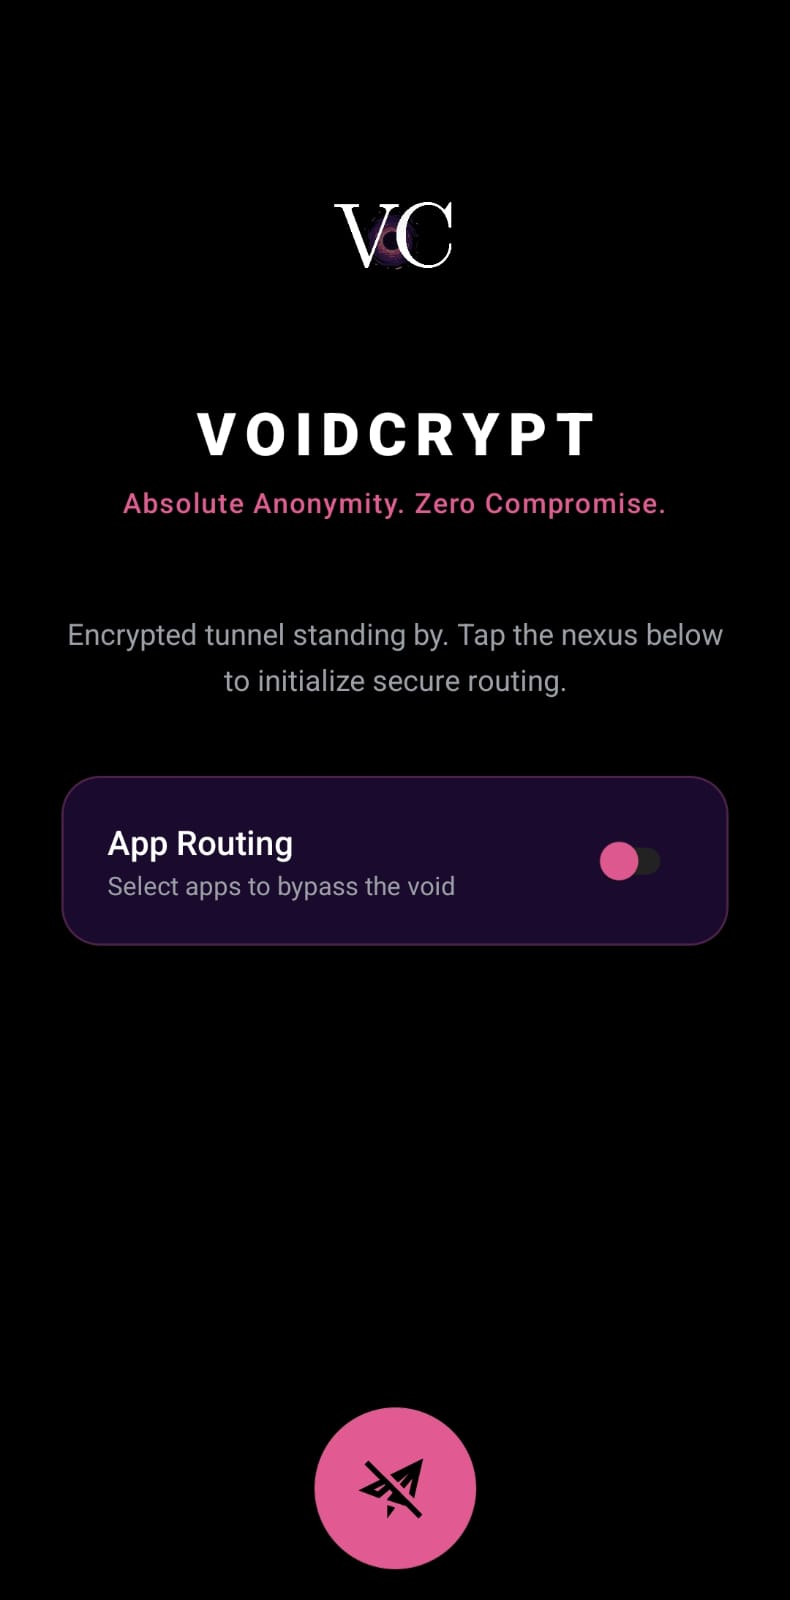 VC
VOIDCRYPT
Absolute Anonymity. Zero Compromise.
Encrypted tunnel standing by. Tap the nexus below
to initialize secure routing.
App Routing
Select apps to bypass the void